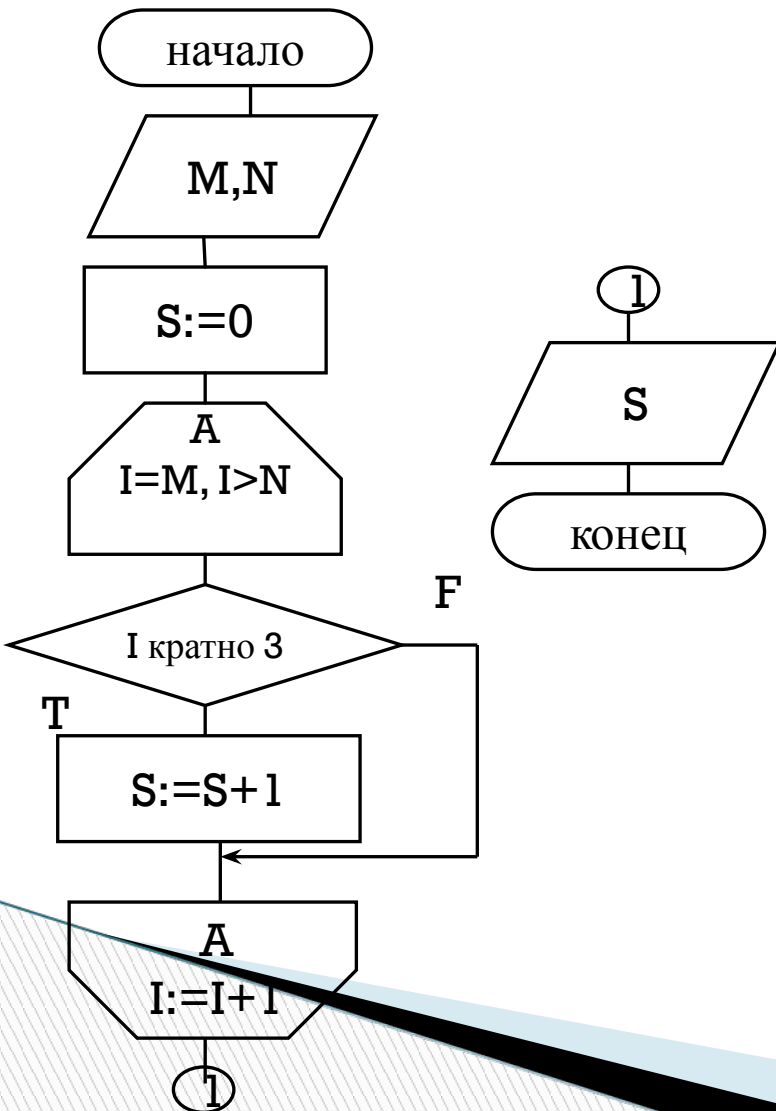 начало
M,N
S:=0
A
I=M, I>N
I кратно 3
F
T
S:=S+1
A
I:=I+1
1
1
S
конец